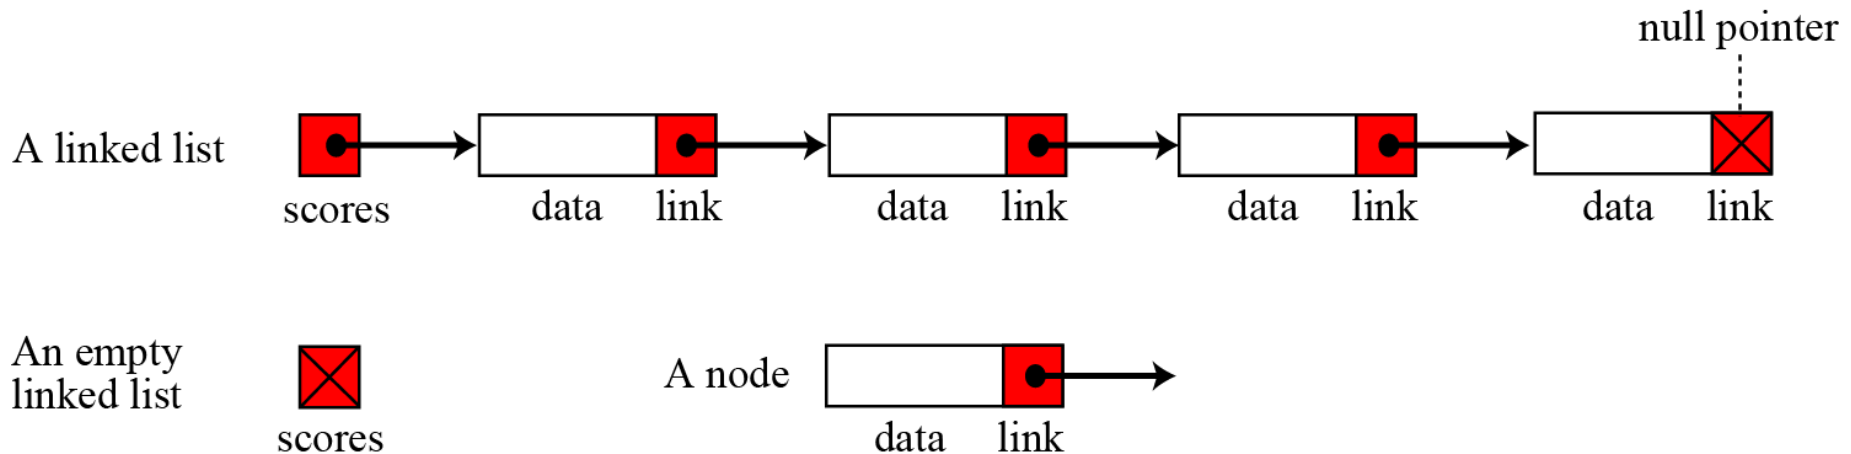 null pointer
A linked list
scores
data link
data link
data link
data link
An empty
linked list
scores
A node
data link